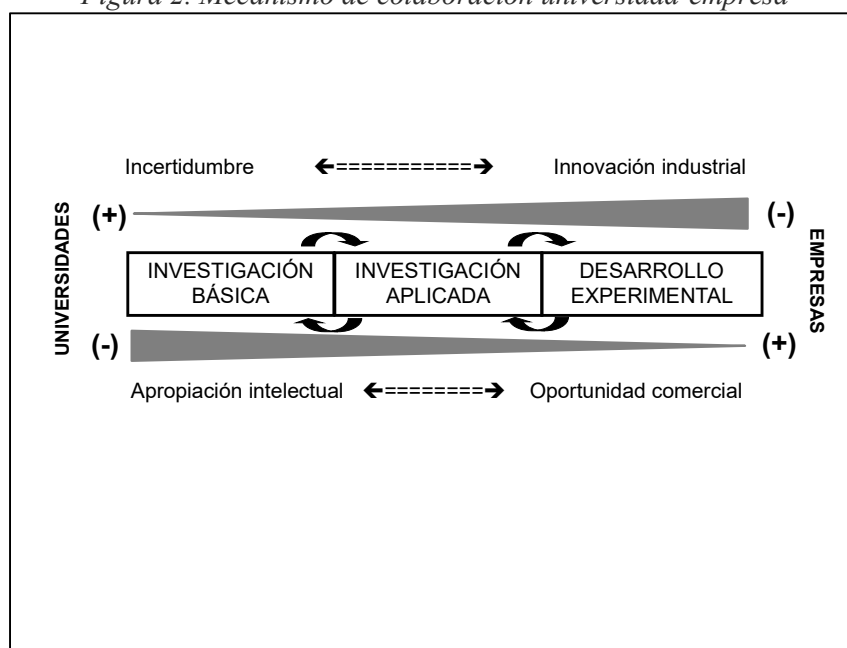 Figura 2. Mecanismo de colaboración universidad-empresa
Incertidumbre
Innovación industrial
UNIVERSIDADES
(+)
(-)
EMPRESAS
INVESTIGACIÓN
BÁSICA
INVESTIGACIÓN
APLICADA
DESARROLLO
EXPERIMENTAL
(-)
(+)
Apropiación intelectual
Oportunidad comercial